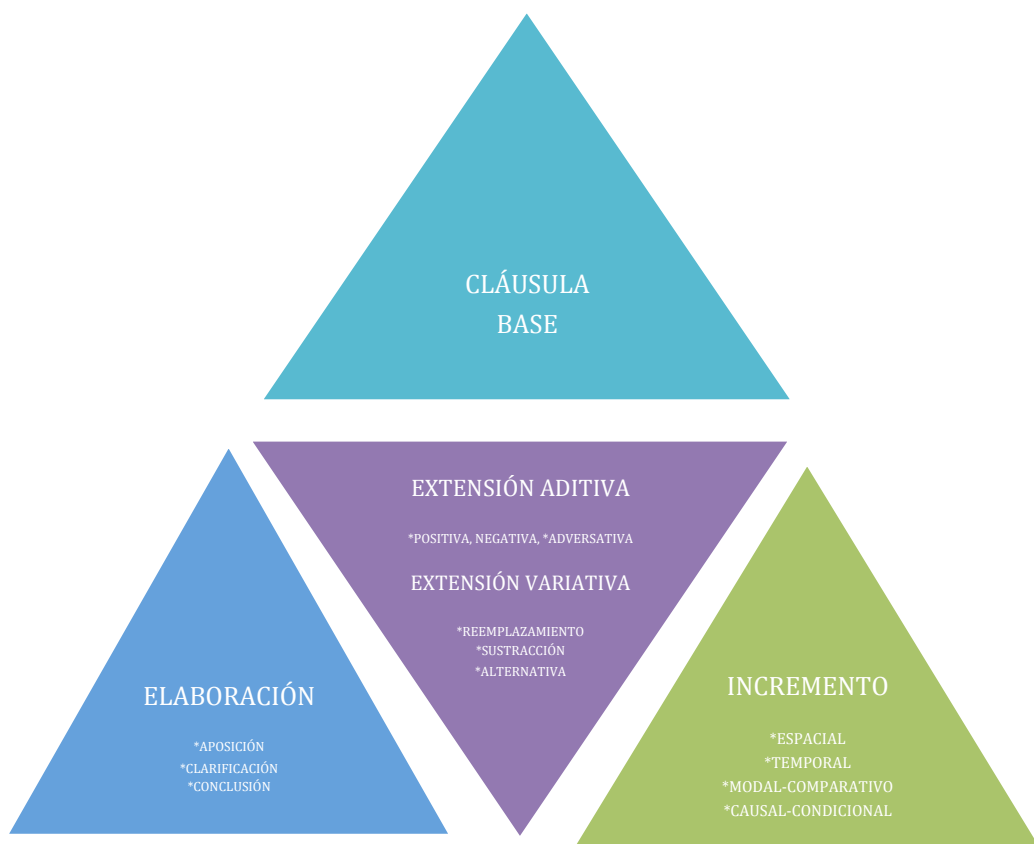 CLÁUSULA
BASE
EXTENSIÓN ADITIVA
*POSITIVA, NEGATIVA, *ADVERSATIVA
EXTENSIÓN VARIATIVA
*REEMPLAZAMIENTO
*SUSTRACCIÓN
*ALTERNATIVA
ELABORACIÓN
*APOSICIÓN
*CLARIFICACIÓN
*CONCLUSIÓN
INCREMENTO
*ESPACIAL
*TEMPORAL
*MODAL-COMPARATIVO
*CAUSAL-CONDICIONAL